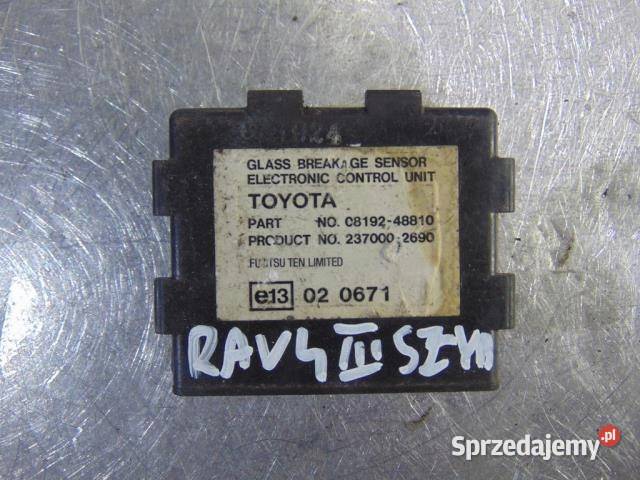 GLASS BREAKAGE SENSOR
ELECTRONIC CONTROL UNIT
TOYOTA
PART NO. 08192-48810
PRODUCT NO. 237000-2690
FUJITSU TEN LIMITED
e13 02 0671
RAV4 III
Sprzedajemy.pl